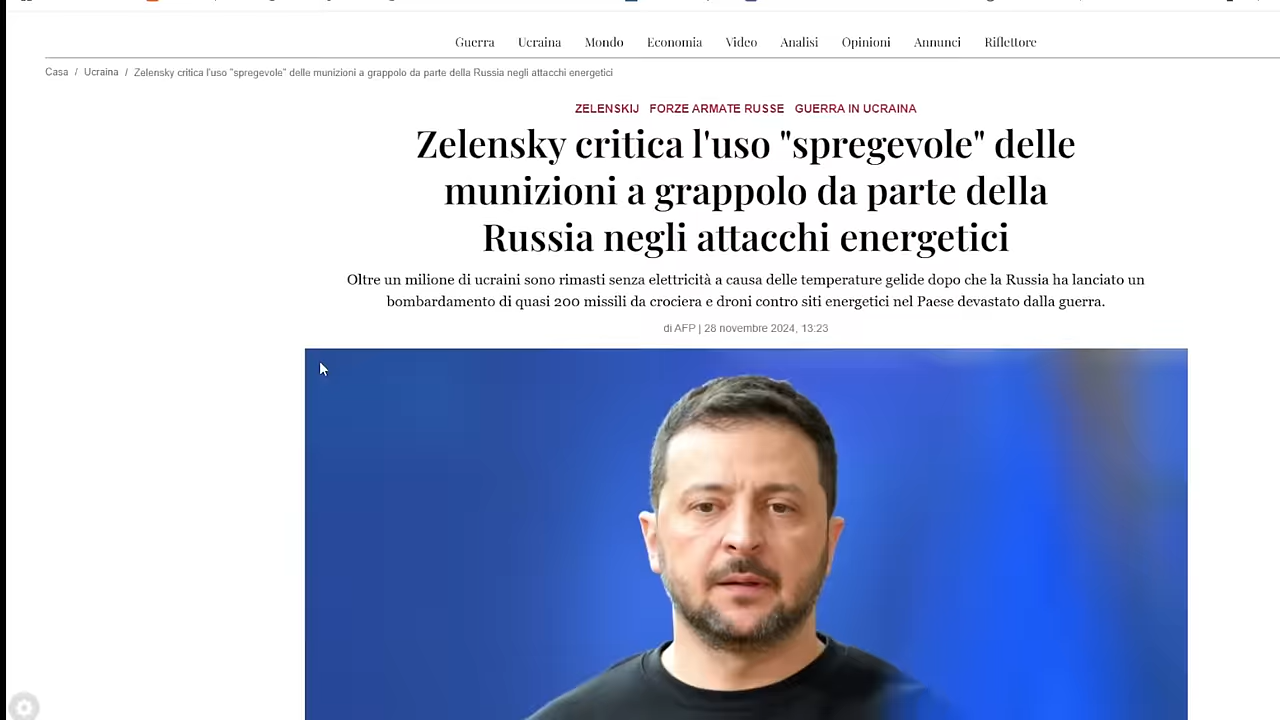 Guerra Ucraina Mondo Economia Video Analisi Opinioni Annunci Riflettore
Casa / Ucraina / Zelensky critica l'uso "spregevole" delle munizioni a grappolo da parte della Russia negli attacchi energetici
ZELENSKIJ FORZE ARMATE RUSSE GUERRA IN UCRAINA
Zelensky critica l'uso "spregevole" delle
munizioni a grappolo da parte della
Russia negli attacchi energetici
Oltre un milione di ucraini sono rimasti senza elettricità a causa delle temperature gelide dopo che la Russia ha lanciato un
bombardamento di quasi 200 missili da crociera e droni contro siti energetici nel Paese devastato dalla guerra.
di AFP | 28 novembre 2024, 13:23